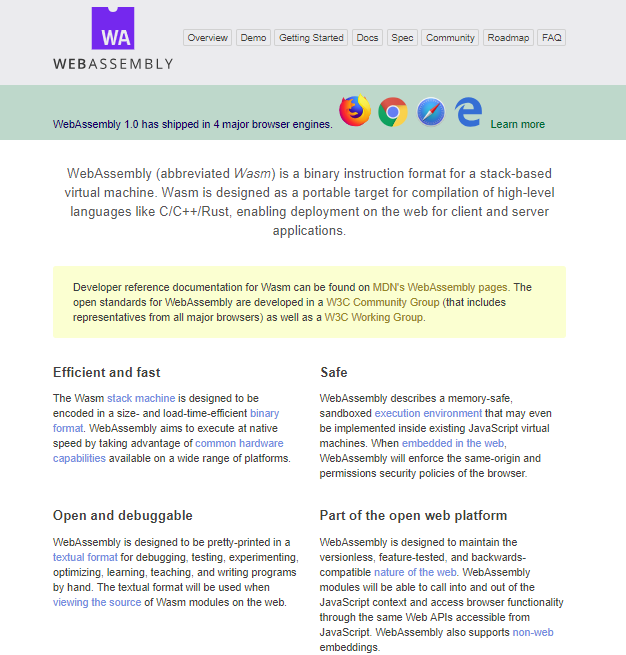 WA
WEBASSEMBLY
Overview Demo Getting Started Docs Spec Community Roadmap FAQ
WebAssembly 1.0 has shipped in 4 major browser engines. Learn more
WebAssembly (abbreviated Wasm) is a binary instruction format for a stack-based
virtual machine. Wasm is designed as a portable target for compilation of high-level
languages like C/C++/Rust, enabling deployment on the web for client and server
applications.
Developer reference documentation for Wasm can be found on MDN's WebAssembly pages. The
open standards for WebAssembly are developed in a W3C Community Group (that includes
representatives from all major browsers) as well as a W3C Working Group.
Efficient and fast
The Wasm stack machine is designed to be
encoded in a size- and load-time-efficient binary
format. WebAssembly aims to execute at native
speed by taking advantage of common hardware
capabilities available on a wide range of platforms.
Safe
WebAssembly describes a memory-safe,
sandboxed execution environment that may even
be implemented inside existing JavaScript virtual
machines. When embedded in the web,
WebAssembly will enforce the same-origin and
permissions security policies of the browser.
Open and debuggable
WebAssembly is designed to be pretty-printed in a
textual format for debugging, testing, experimenting,
optimizing, learning, teaching, and writing programs
by hand. The textual format will be used when
viewing the source of Wasm modules on the web.
Part of the open web platform
WebAssembly is designed to maintain the
versionless, feature-tested, and backwards-
compatible nature of the web. WebAssembly
modules will be able to call into and out of the
JavaScript context and access browser functionality
through the same Web APIs accessible from
JavaScript. WebAssembly also supports non-web
embeddings.